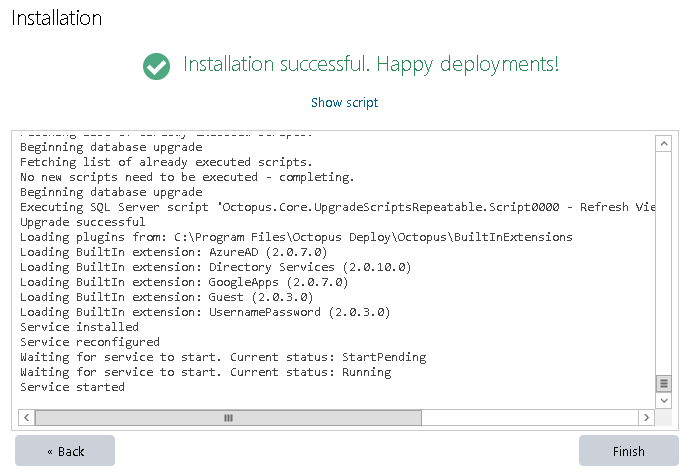 Installation
Installation successful. Happy deployments!
Show script
Beginning database upgrade
Fetching list of already executed scripts.
No new scripts need to be executed - completing.
Beginning database upgrade
Executing SQL Server script 'Octopus.Core.UpgradeScriptsRepeatable.Script0000 - Refresh Vie
Upgrade successful
Loading plugins from: C:\Program Files\Octopus Deploy\Octopus\BuiltInExtensions
Loading BuiltIn extension: AzureAD (2.0.7.0)
Loading BuiltIn extension: Directory Services (2.0.10.0)
Loading BuiltIn extension: GoogleApps (2.0.7.0)
Loading BuiltIn extension: Guest (2.0.3.0)
Loading BuiltIn extension: UsernamePassword (2.0.3.0)
Service installed
Service reconfigured
Waiting for service to start. Current status: StartPending
Waiting for service to start. Current status: Running
Service started
« Back
Finish